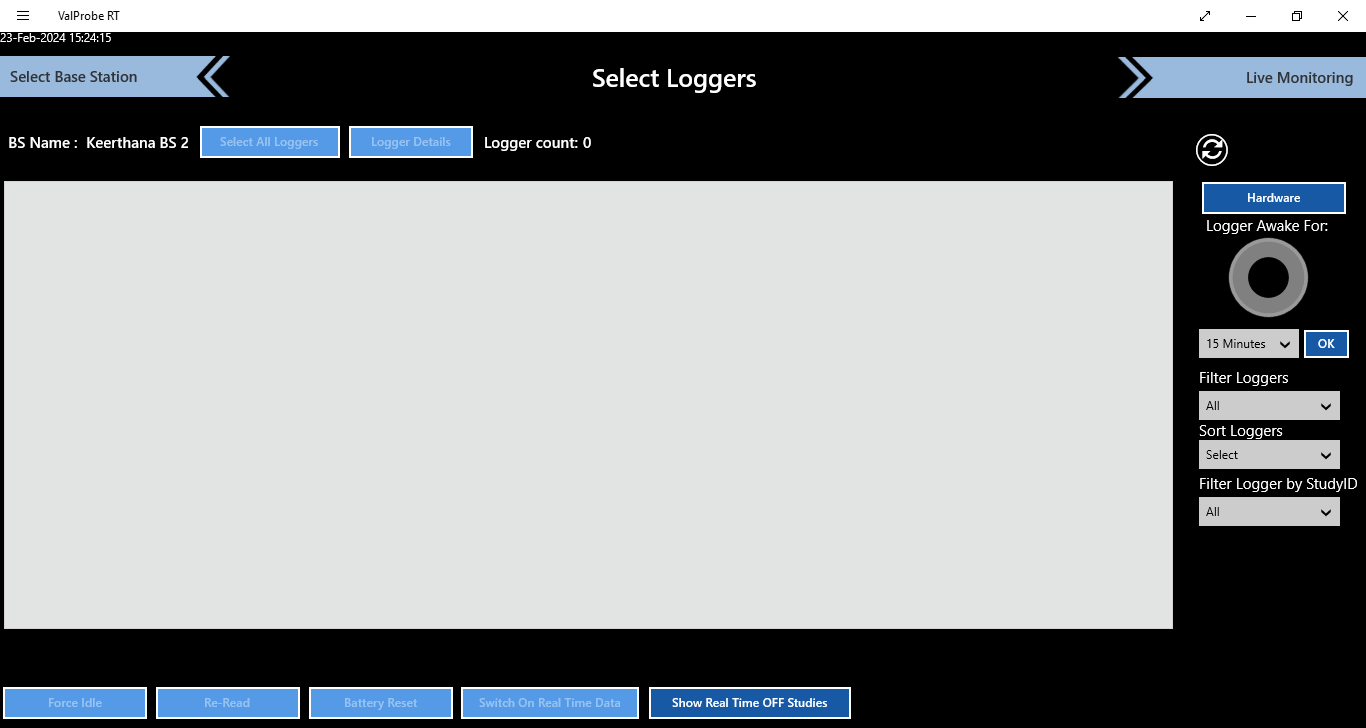 ValProbe RT
23-Feb-2024 15:24:15
Select Base Station
Select Loggers
Live Monitoring
BS Name : Keerthana BS 2
Select All Loggers
Logger Details
Logger count: 0
Hardware
Logger Awake For:
15 Minutes
OK
Filter Loggers
All
Sort Loggers
Select
Filter Logger by StudyID
All
Force Idle
Re-Read
Battery Reset
Switch On Real Time Data
Show Real Time OFF Studies